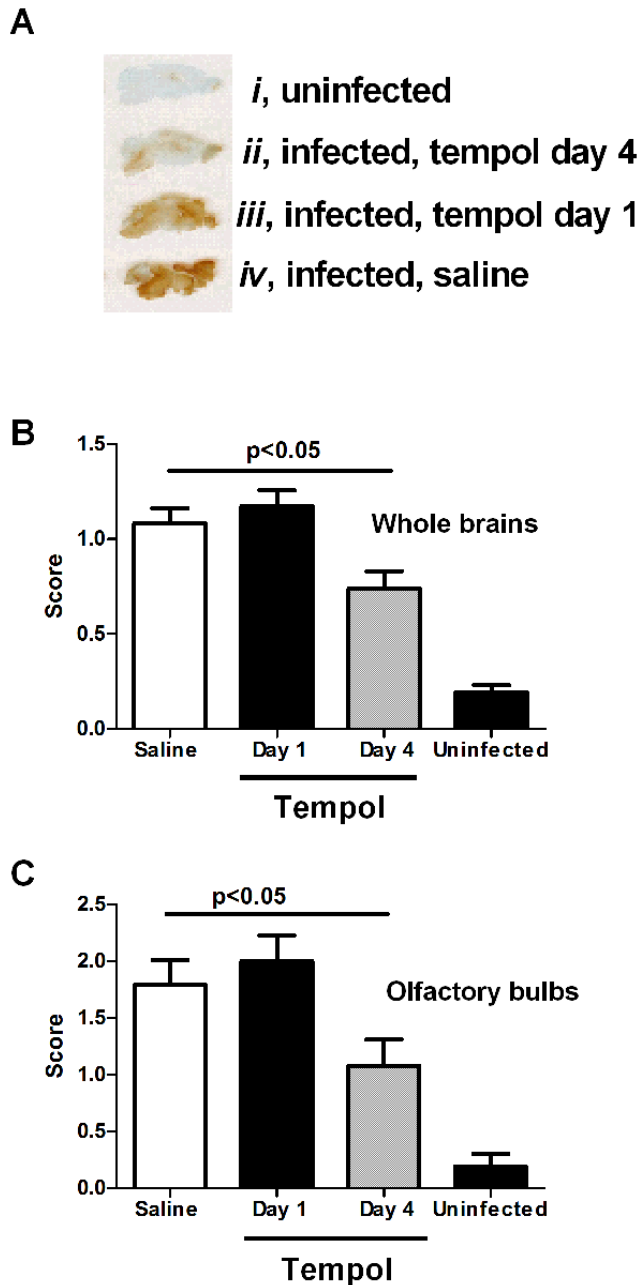 A
i, uninfected
ii, infected, tempol day 4
iii, infected, tempol day 1
iv, infected, saline
B
p<0.05
Whole brains
Score
1.5
1.0
0.5
0.0
Saline Day 1 Day 4 Uninfected
Tempol
C
p<0.05
Olfactory bulbs
Score
2.5
2.0
1.5
1.0
0.5
0.0
Saline Day 1 Day 4 Uninfected
Tempol